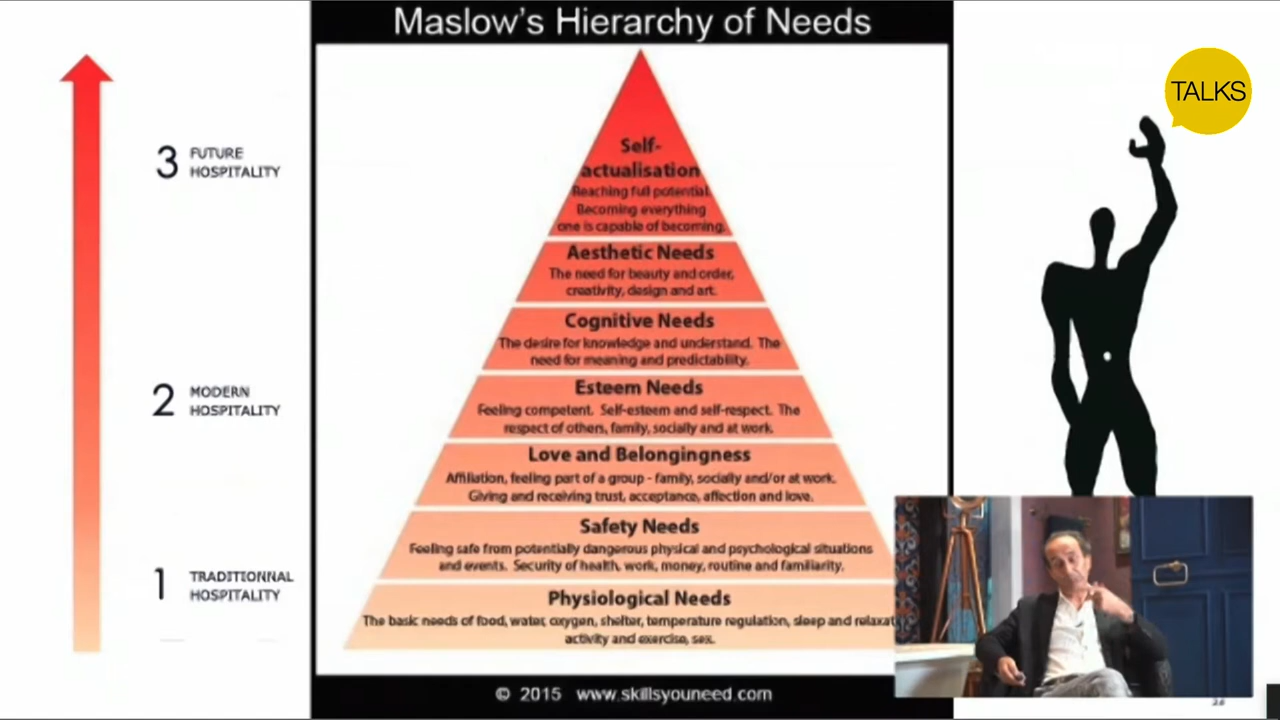 Maslow's Hierarchy of Needs
TALKS
3 FUTURE
HOSPITALITY
2 MODERN
HOSPITALITY
1 TRADITIONNAL
HOSPITALITY
Self-
actualisation
Reaching full potential.
Becoming everything
one is capable of becoming.
Aesthetic Needs
The need for beauty and order,
creativity, design and art.
Cognitive Needs
The desire for knowledge and understand. The
need for meaning and predictability.
Esteem Needs
Feeling competent. Self-esteem and self-respect. The
respect of others, family, socially and at work.
Love and Belongingness
Affiliation, feeling part of a group - family, socially and/or at work.
Giving and receiving trust, acceptance, affection and love.
Safety Needs
Feeling safe from potentially dangerous physical and psychological situations
and events. Security of health, work, money, routine and familiarity.
Physiological Needs
The basic needs of food, water, oxygen, shelter, temperature regulation, sleep and relaxat
activity and exercise, sex.
© 2015 www.skillsyouneed.com